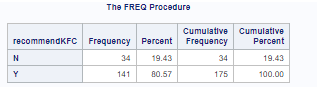 The FREQ Procedure
recommendKFC Frequency Percent Cumulative Frequency Cumulative Percent
N 34 19.43 34 19.43
Y 141 80.57 175 100.00